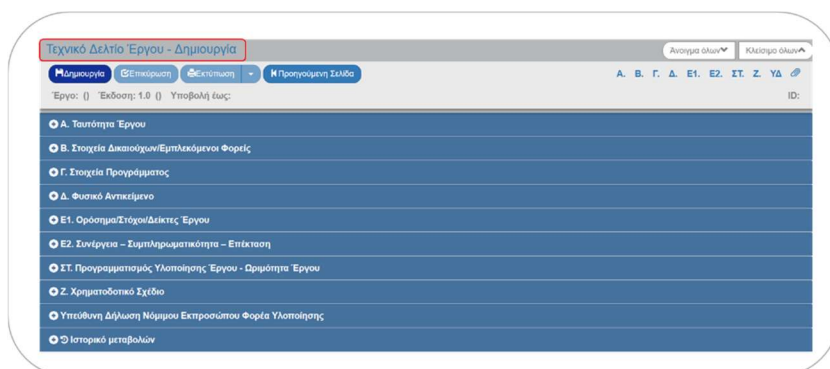 Τεχνικό Δελτίο Έργου - Δημιουργία
Άνοιγμα όλων
Κλείσιμο όλων
Δημιουργία
Επικύρωση
Εκτύπωση
Προηγούμενη Σελίδα
Α. Β. Γ. Δ. Ε1. Ε2. ΣΤ. Ζ. ΥΔ
Έργο: () Έκδοση: 1.0 () Υποβολή έως:
ID:
Α. Ταυτότητα Έργου
Β. Στοιχεία Δικαιούχων/Εμπλεκόμενοι Φορείς
Γ. Στοιχεία Προγράμματος
Δ. Φυσικό Αντικείμενο
Ε1. Ορόσημα/Στόχοι/Δείκτες Έργου
Ε2. Συνέργεια – Συμπληρωματικότητα – Επέκταση
ΣΤ. Προγραμματισμός Υλοποίησης Έργου - Ωριμότητα Έργου
Ζ. Χρηματοδοτικό Σχέδιο
Υπεύθυνη Δήλωση Νόμιμου Εκπροσώπου Φορέα Υλοποίησης
Ιστορικό μεταβολών